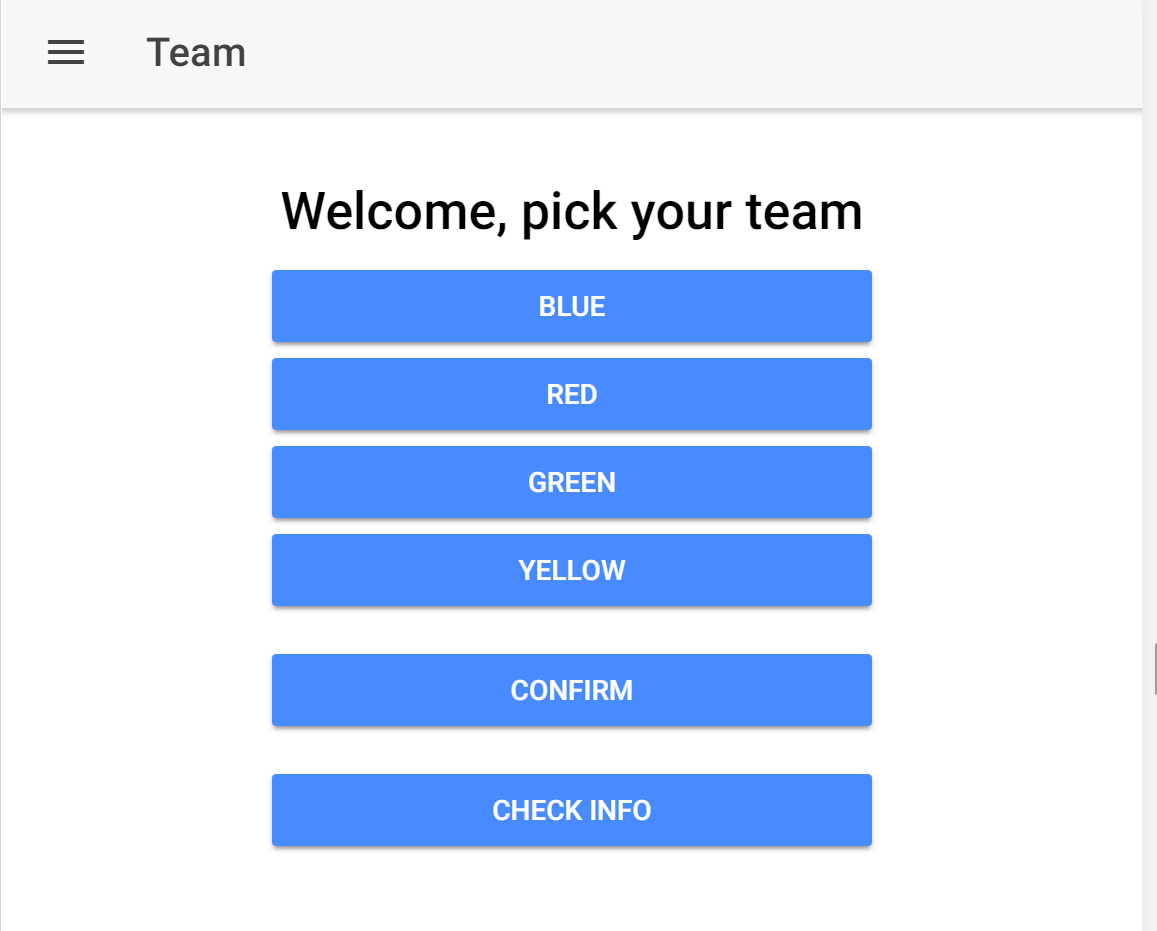 Team
Welcome, pick your team
BLUE
RED
GREEN
YELLOW
CONFIRM
CHECK INFO